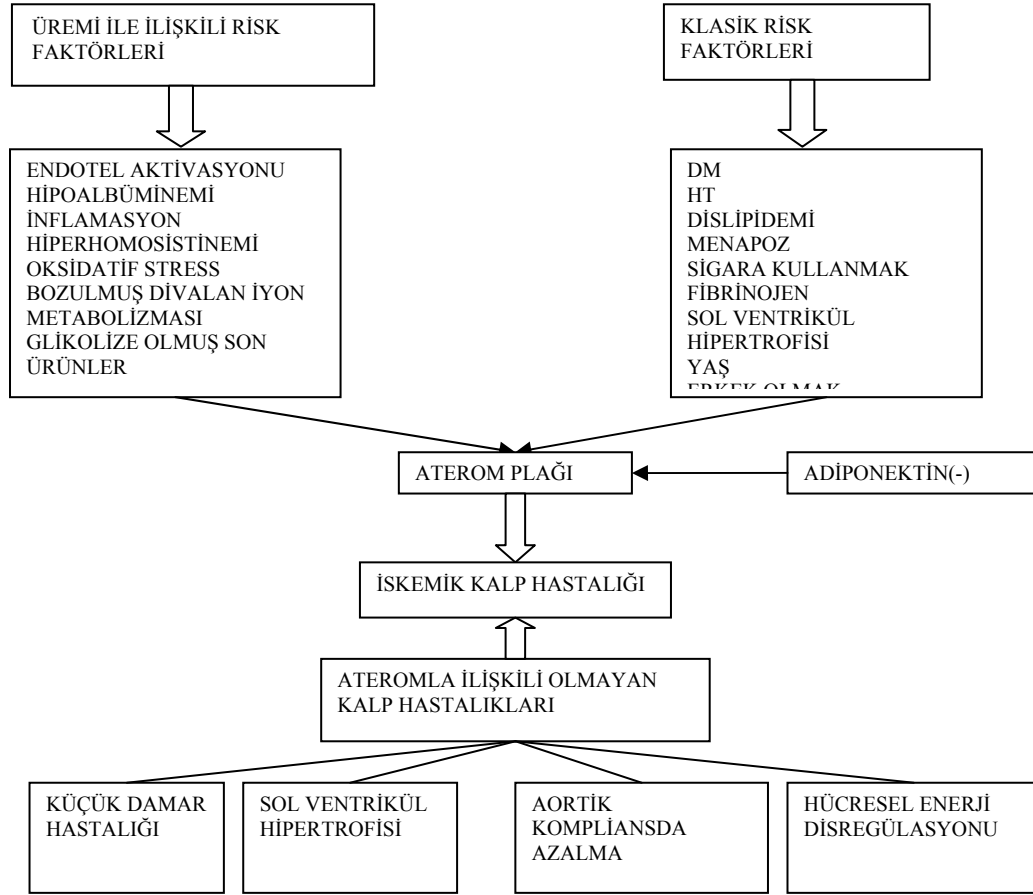 ÜREMİ İLE İLİŞKİLİ RİSK
FAKTÖRLERİ
KLASİK RİSK
FAKTÖRLERİ
ENDOTEL AKTİVASYONU
HİPOALBÜMİNEMİ
İNFLAMASYON
HİPERHOMOSİSTİNEMİ
OKSİDATİF STRESS
BOZULMUŞ DİVALAN İYON
METABOLİZMASI
GLİKOLİZE OLMUŞ SON
ÜRÜNLER
DM
HT
DİSLİPİDEMİ
MENAPOZ
SİGARA KULLANMAK
FİBRİNOJEN
SOL VENTRİKÜL
HİPERTROFİSİ
YAŞ
ERKEK OLMAK
ATEROM PLAĞI
ADİPONEKTİN(-)
İSKEMİK KALP HASTALIĞI
ATEROMLA İLİŞKİLİ OLMAYAN
KALP HASTALIKLARI
KÜÇÜK DAMAR
HASTALIĞI
SOL VENTRİKÜL
HİPERTROFİSİ
AORTİK
KOMPLİANSDA
AZALMA
HÜCRESEL ENERJİ
DİSREGÜLASYONU